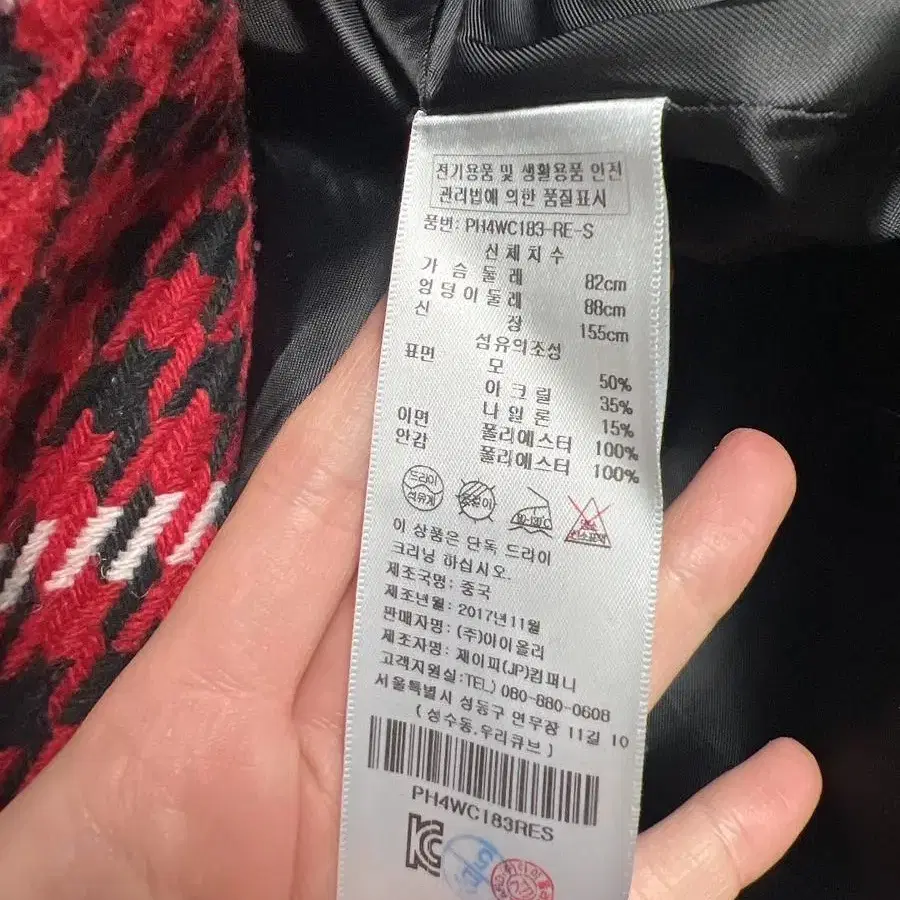 전기용품 및 생활용품 안전
관리법에 의한 품질표시
품번: PH4WC183-RE-S
신체치수
가슴둘레 82cm
엉덩이둘레 88cm
신장 155cm
섬유의조성
표면 모 50%
아크릴 35%
나일론 15%
이면 폴리에스터 100%
안감 폴리에스터 100%
드라이
석유계
이 상품은 단독 드라이
크리닝 하십시오.
제조국명: 중국
제조년월: 2017년11월
판매자명: (주)아이올리
제조자명: 제이피(JP)컴퍼니
고객지원실:TEL) 080-880-0608
서울특별시 성동구 연무장 11길 10
( 성수동,우리큐브 )
PH4WC183RES